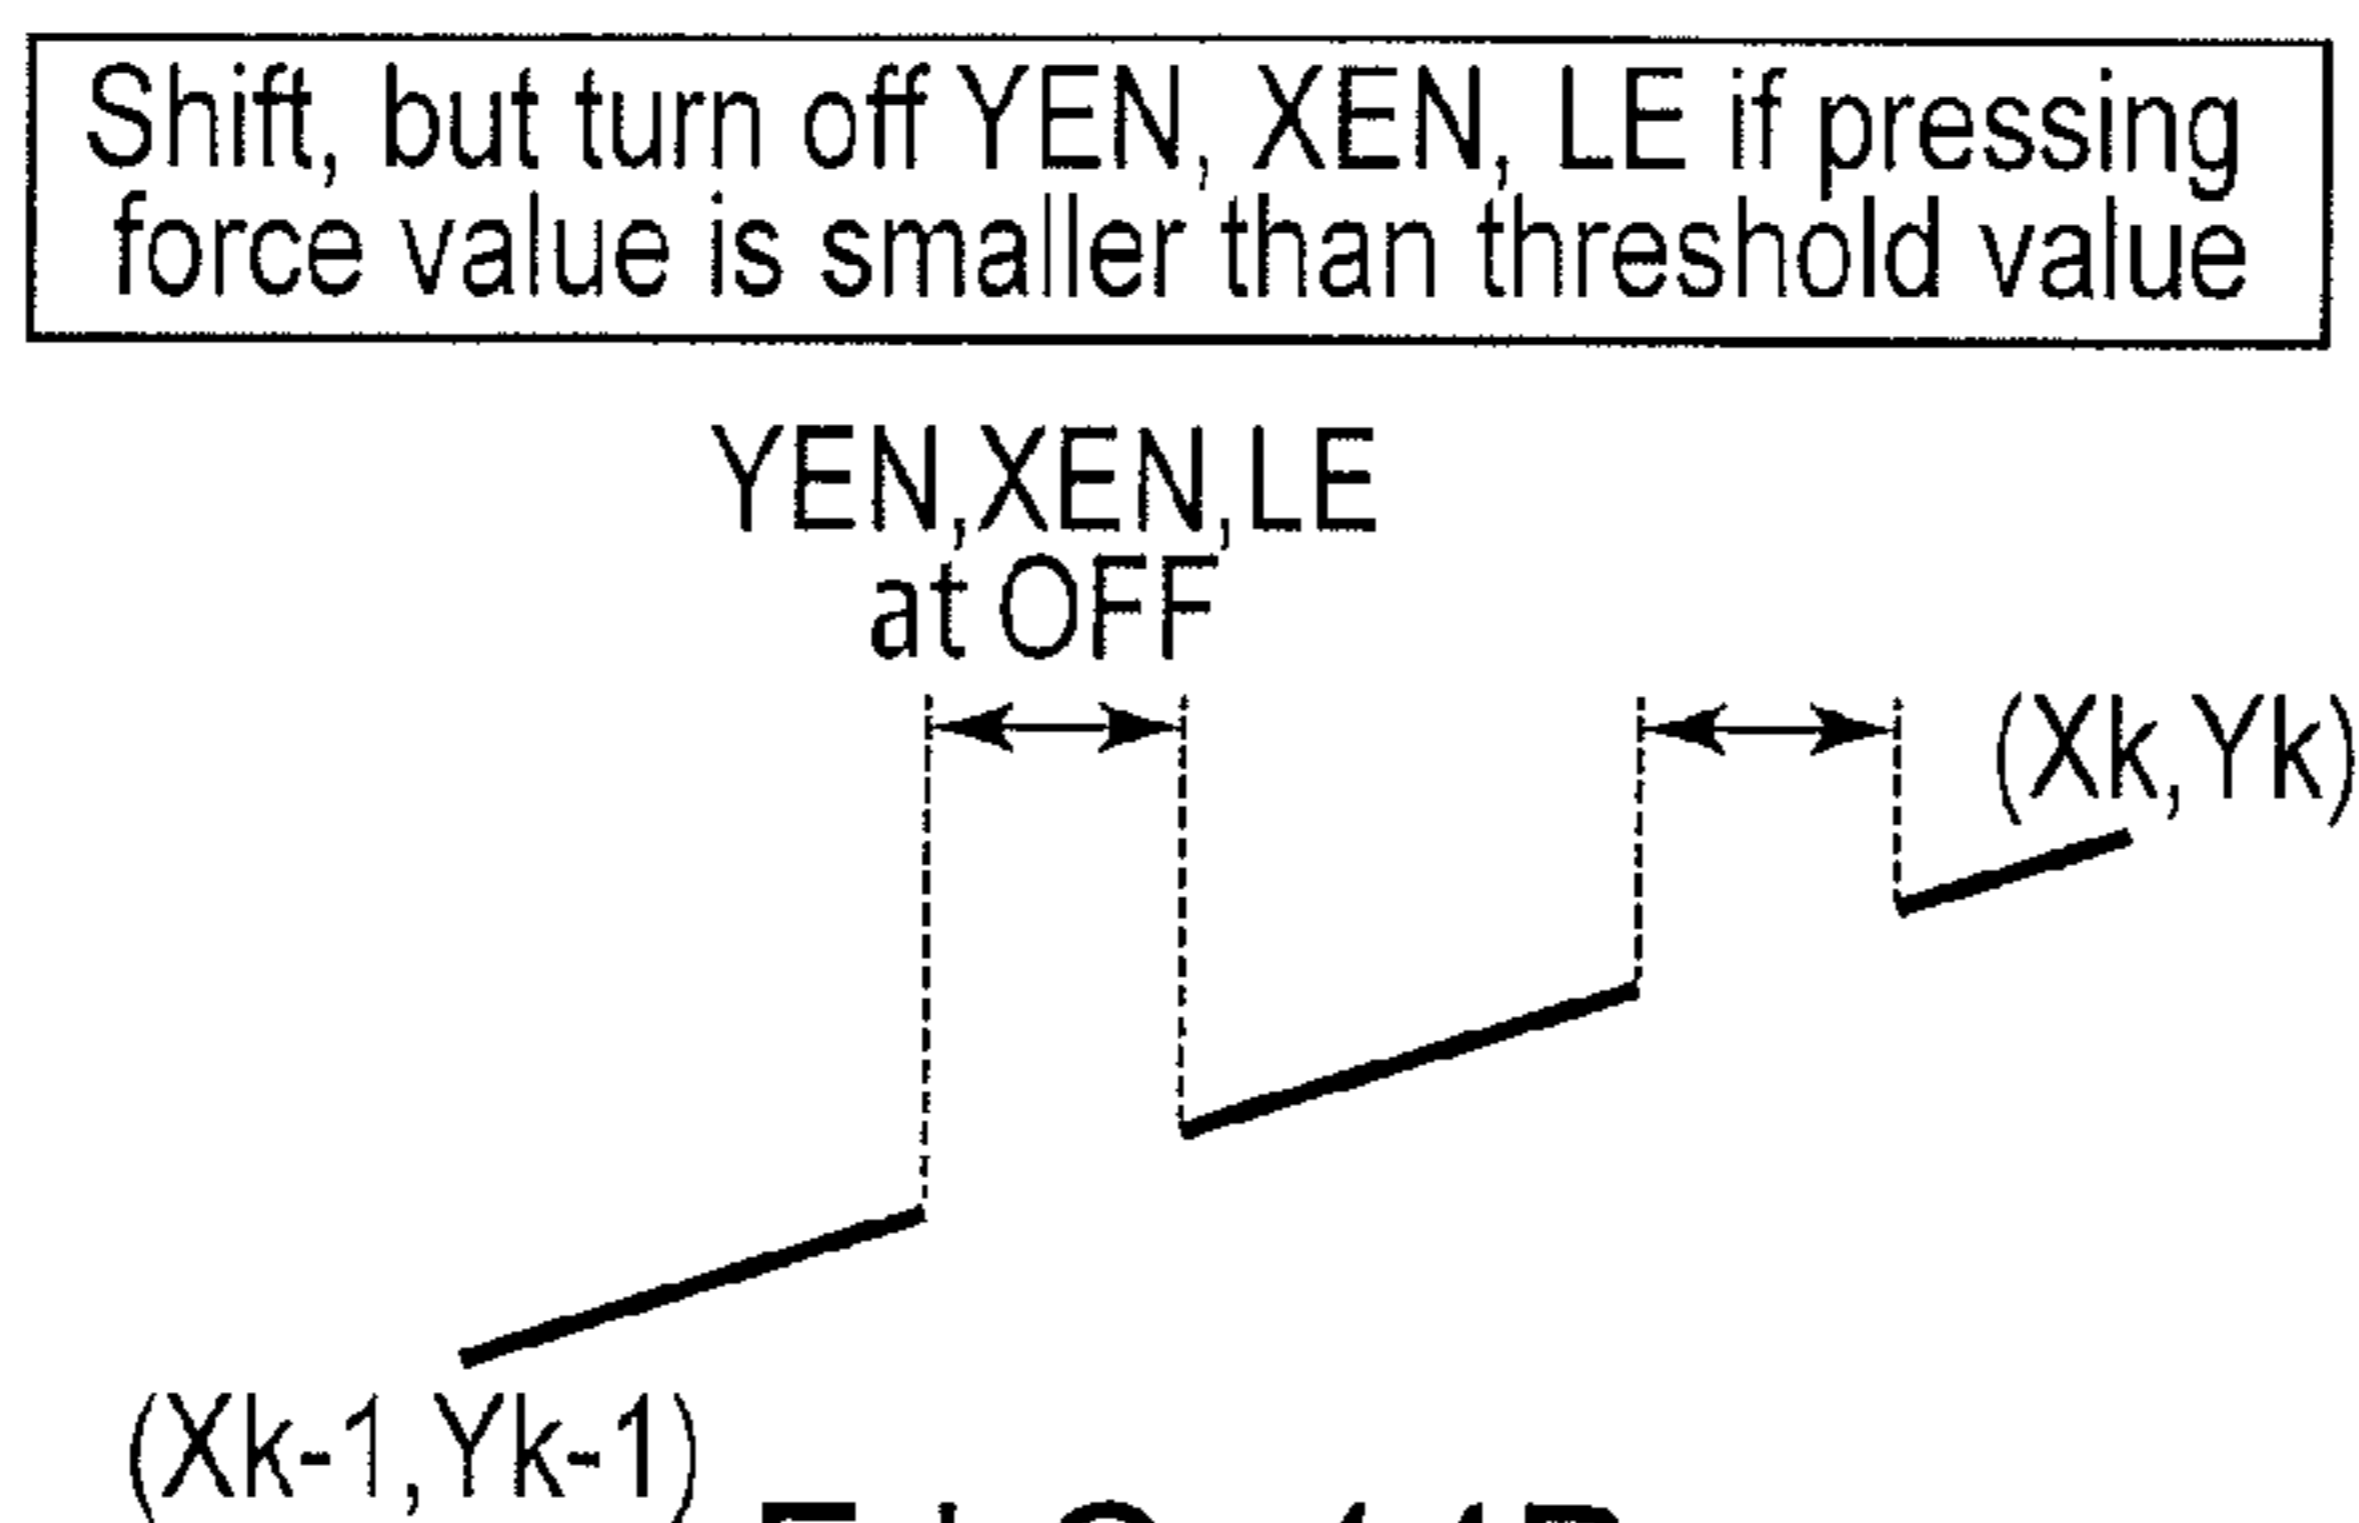 Shift, but turn off YEN, XEN, LE if pressing
force value is smaller than threshold value
YEN,XEN,LE
at OFF
(Xk,Yk)
(Xk-1,Yk-1)